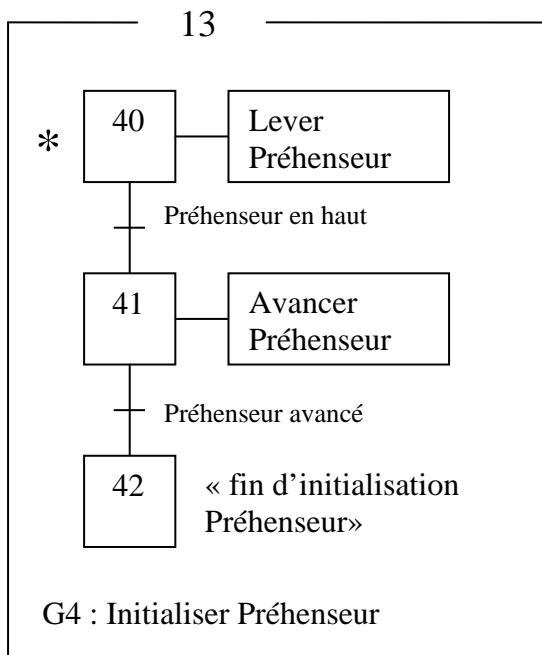 13
*
40
Lever
Préhenseur
Préhenseur en haut
41
Avancer
Préhenseur
Préhenseur avancé
42
« fin d’initialisation
Préhenseur»
G4 : Initialiser Préhenseur